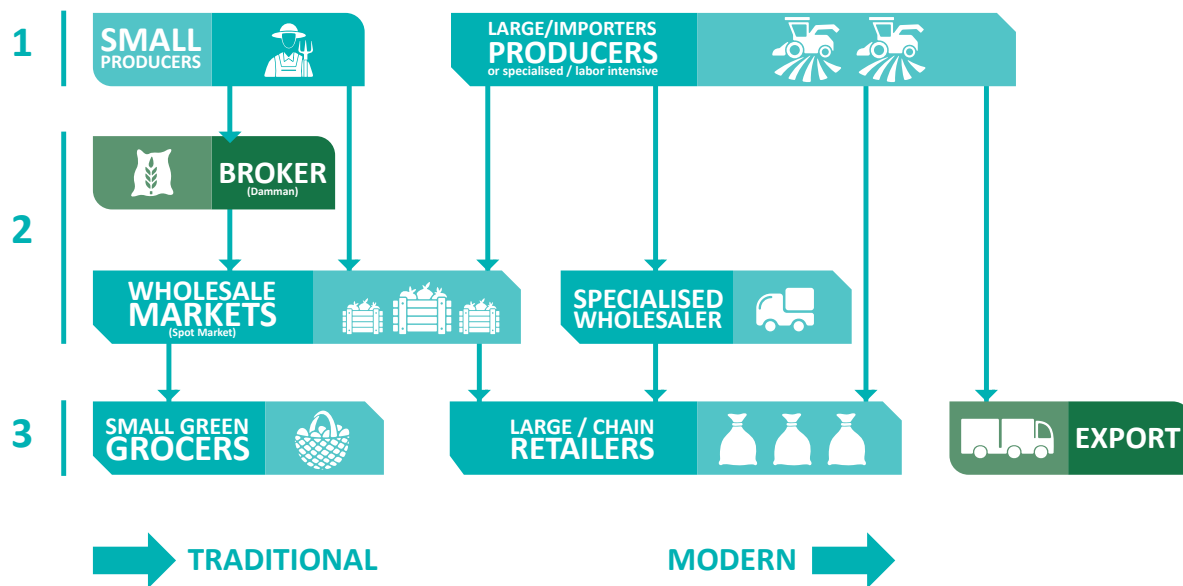 1
SMALL
PRODUCERS
LARGE/IMPORTERS
PRODUCERS
or specialised / labor intensive
2
BROKER
(Damman)
WHOLESALE
MARKETS
(Spot Market)
SPECIALISED
WHOLESALER
3
SMALL GREEN
GROCERS
LARGE / CHAIN
RETAILERS
EXPORT
TRADITIONAL
MODERN